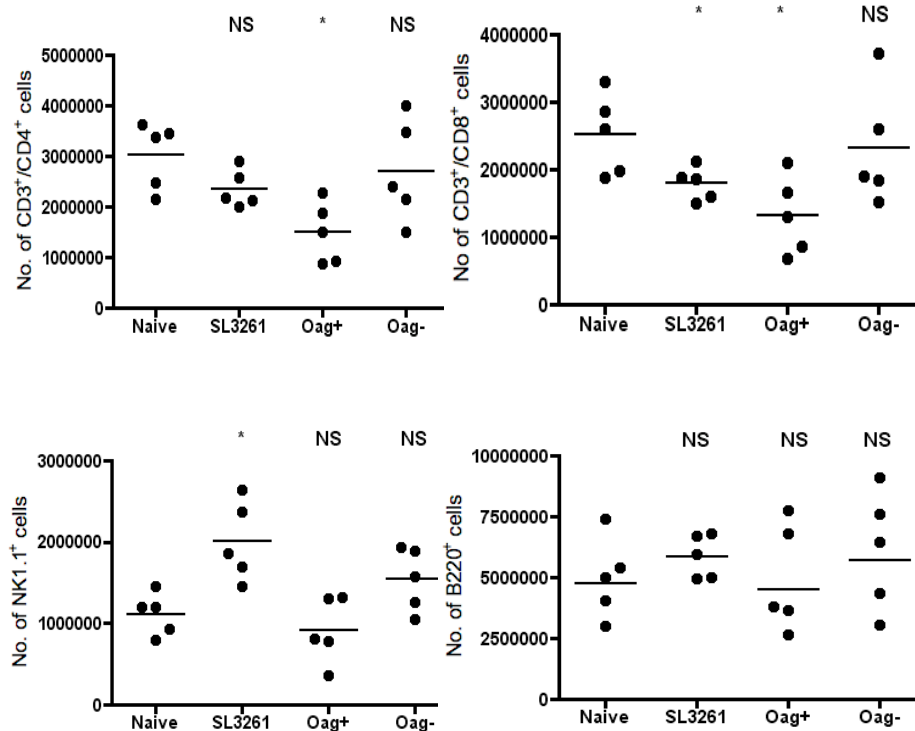 NS * NS
No. of CD3⁺/CD4⁺ cells
5000000
4000000
3000000
2000000
1000000
0
Naive SL3261 Oag+ Oag-
* * NS
No of CD3⁺/CD8⁺ cells
4000000
3000000
2000000
1000000
0
Naive SL3261 Oag+ Oag-
* NS NS
No. of NK1.1⁺ cells
3000000
2000000
1000000
0
Naive SL3261 Oag+ Oag-
NS NS NS
No. of B220⁺ cells
10000000
7500000
5000000
2500000
0
Naive SL3261 Oag+ Oag-